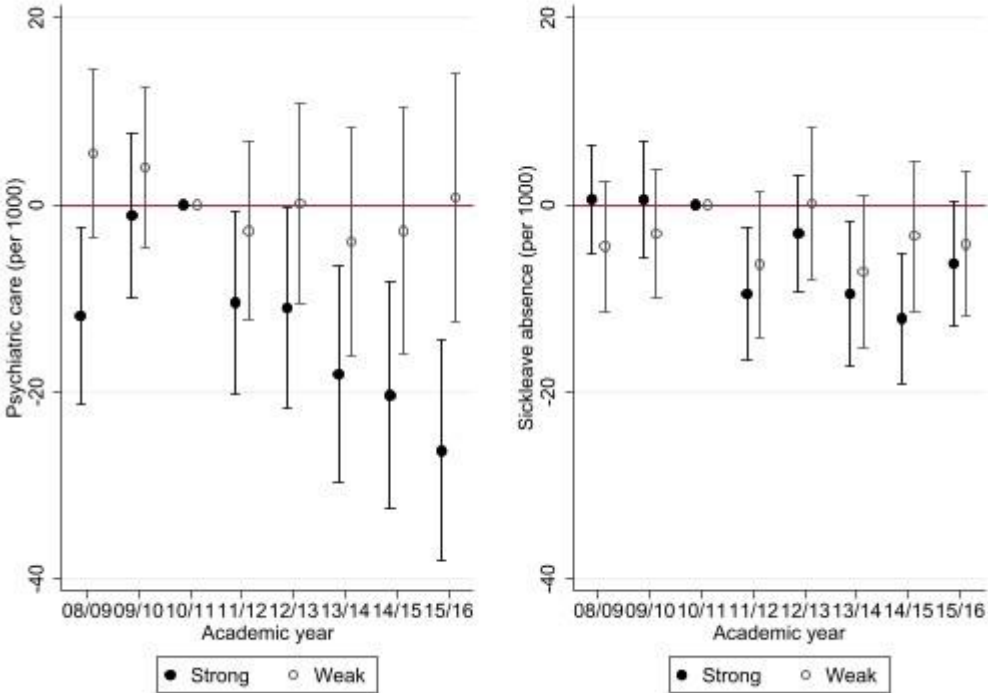 Psychiatric care (per 1000)
20
0
-20
-40
08/09 09/10 10/11 11/12 12/13 13/14 14/15 15/16
Academic year
Strong Weak
Sickleave absence (per 1000)
20
0
-20
-40
08/09 09/10 10/11 11/12 12/13 13/14 14/15 15/16
Academic year
Strong Weak